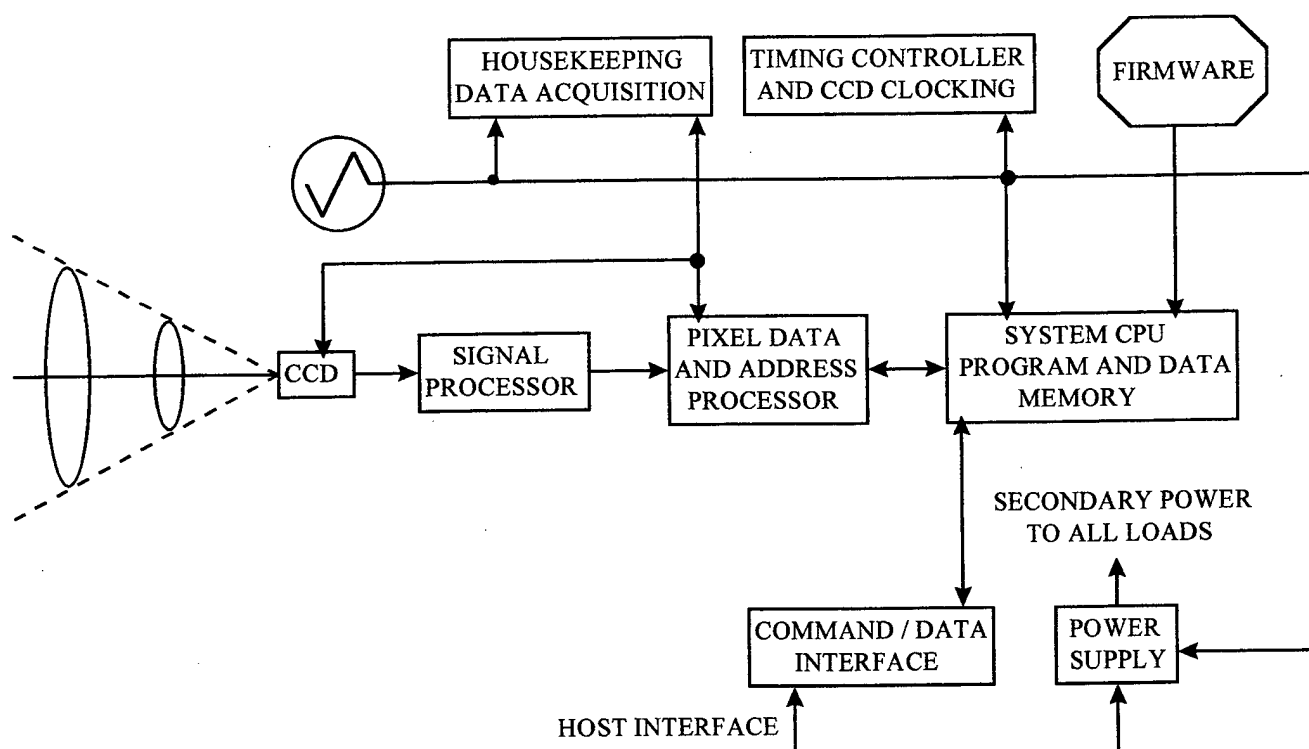 HOUSEKEEPING
DATA ACQUISITION
TIMING CONTROLLER
AND CCD CLOCKING
FIRMWARE
CCD
SIGNAL
PROCESSOR
PIXEL DATA
AND ADDRESS
PROCESSOR
SYSTEM CPU
PROGRAM AND DATA
MEMORY
SECONDARY POWER
TO ALL LOADS
COMMAND / DATA
INTERFACE
POWER
SUPPLY
HOST INTERFACE